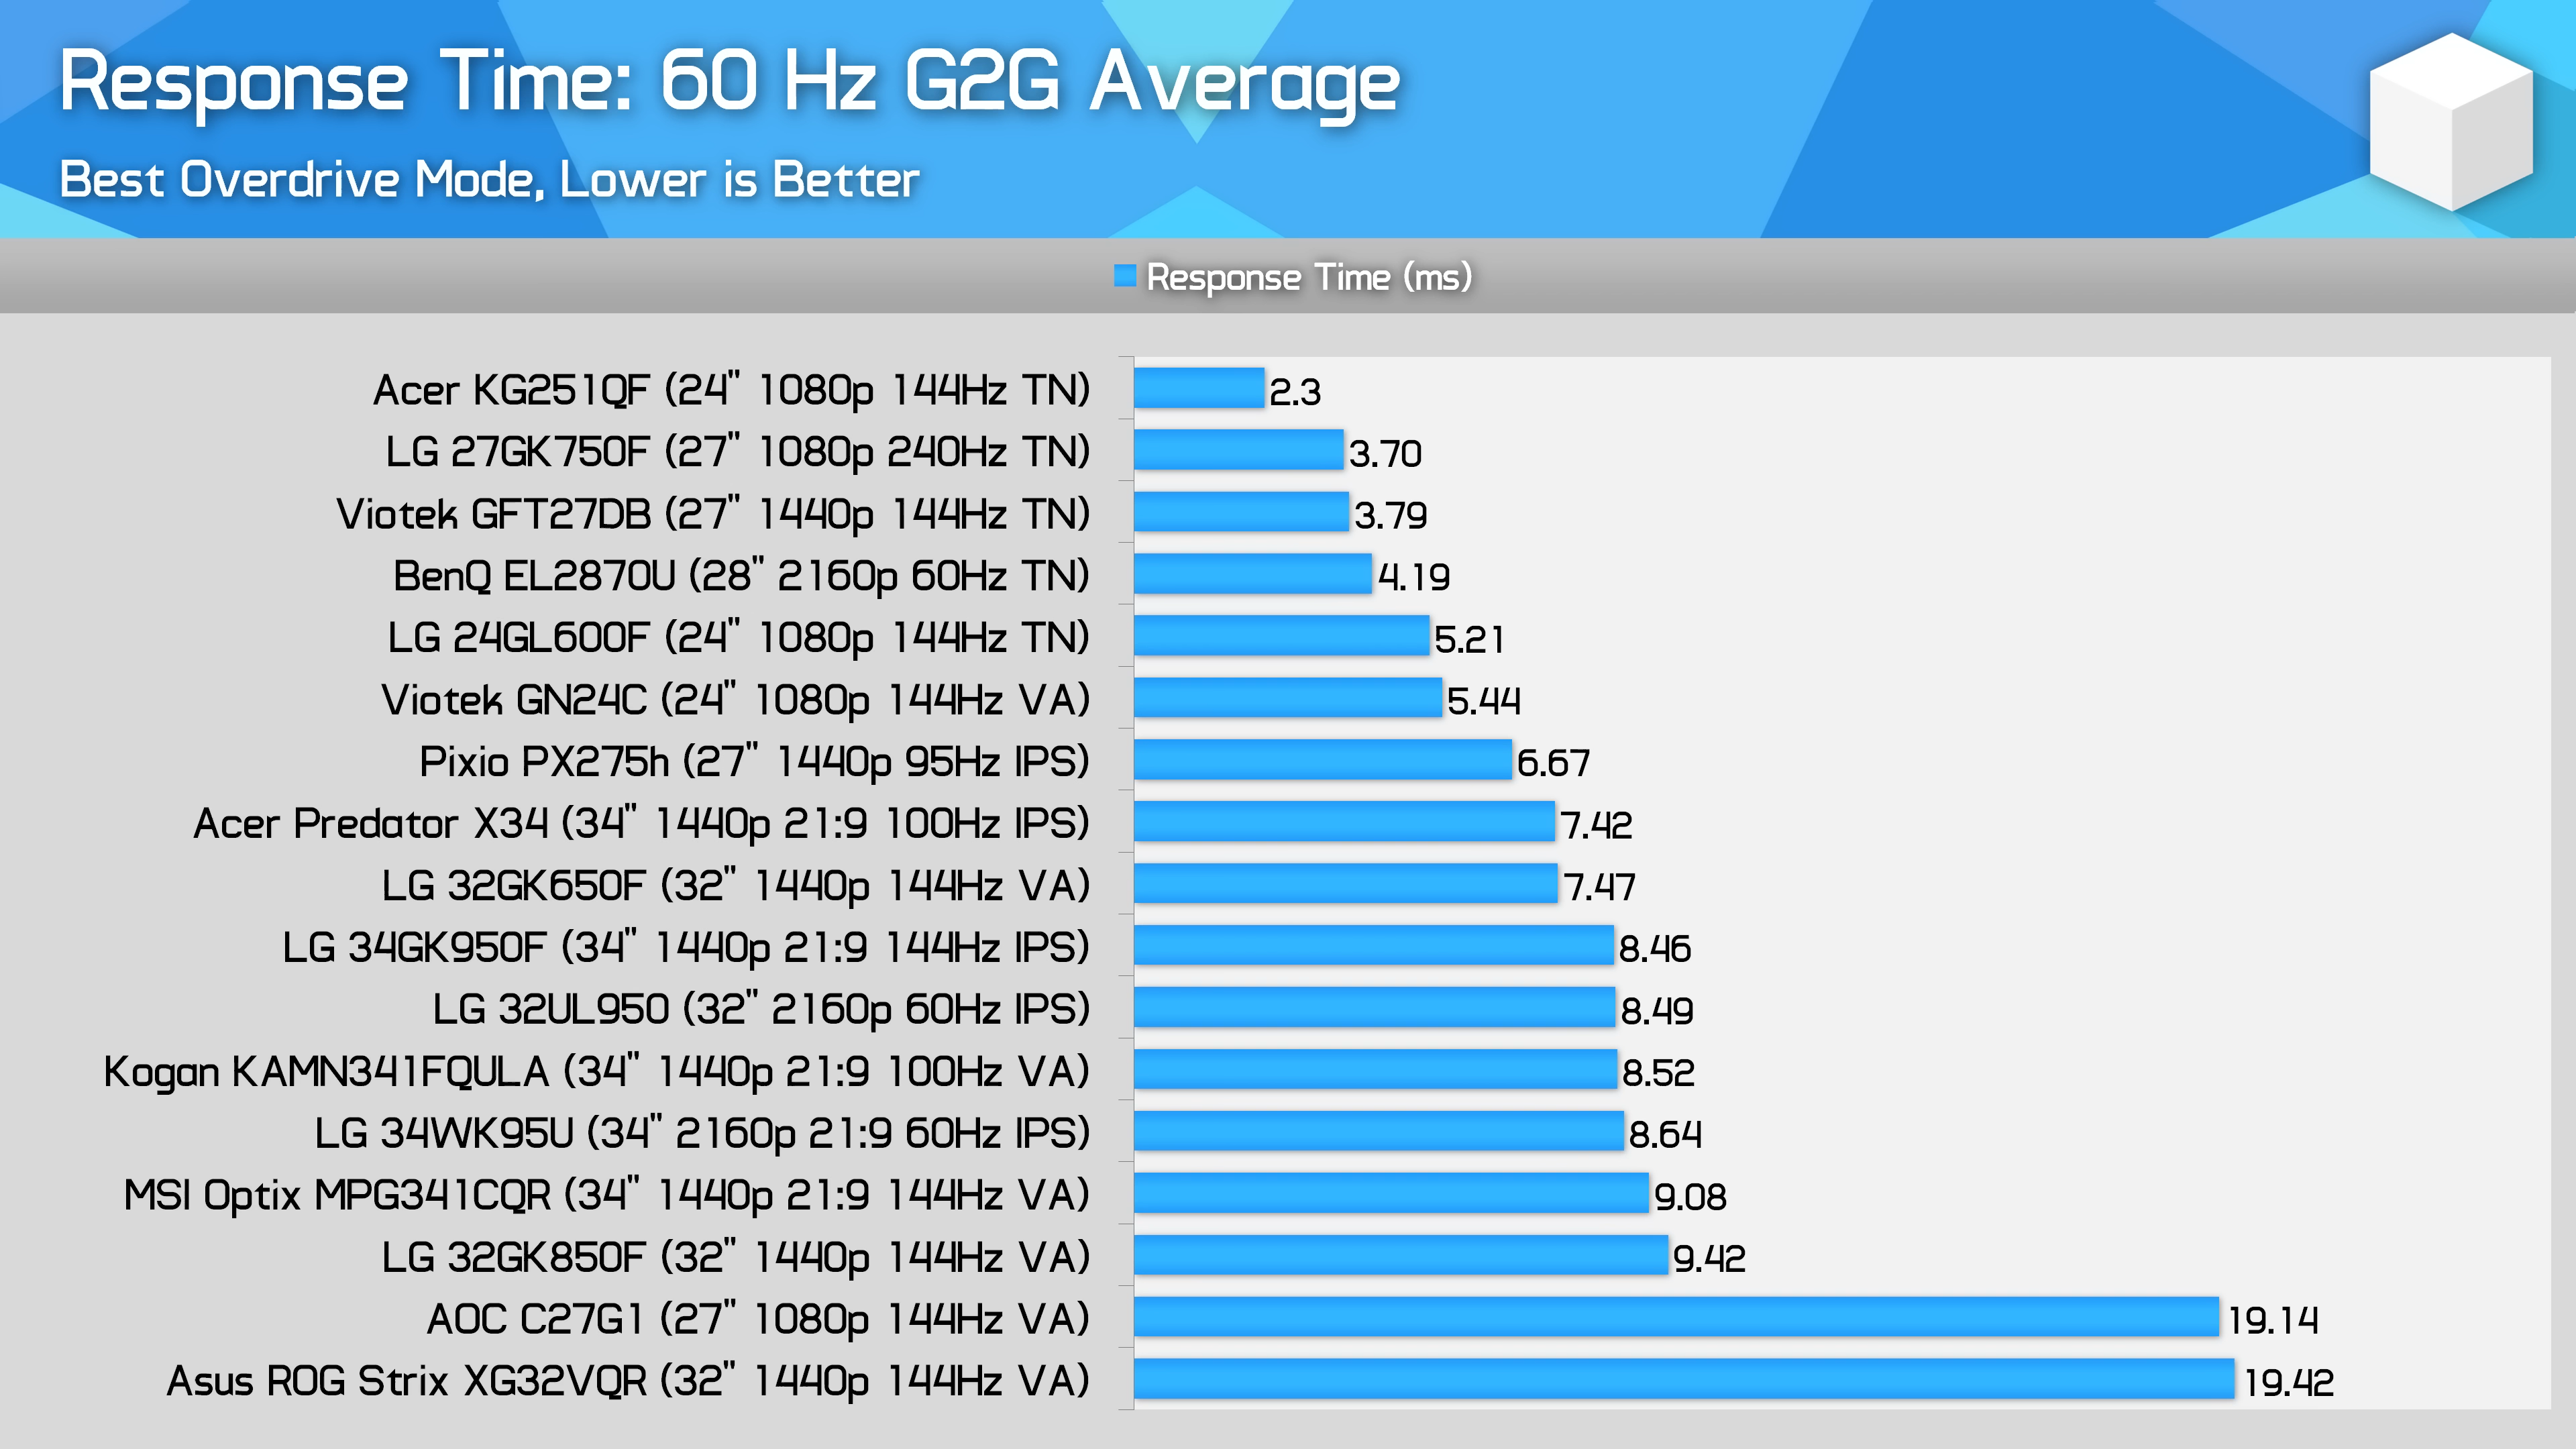 Response Time: 60 Hz G2G Average
Best Overdrive Mode, Lower is Better
Response Time (ms)
Acer KG251QF (24" 1080p 144Hz TN) 2.3
LG 27GK750F (27" 1080p 240Hz TN) 3.70
Viotek GFT27DB (27" 1440p 144Hz TN) 3.79
BenQ EL2870U (28" 2160p 60Hz TN) 4.19
LG 24GL600F (24" 1080p 144Hz TN) 5.21
Viotek GN24C (24" 1080p 144Hz VA) 5.44
Pixio PX275h (27" 1440p 95Hz IPS) 6.67
Acer Predator X34 (34" 1440p 21:9 100Hz IPS) 7.42
LG 32GK650F (32" 1440p 144Hz VA) 7.47
LG 34GK950F (34" 1440p 21:9 144Hz IPS) 8.46
LG 32UL950 (32" 2160p 60Hz IPS) 8.49
Kogan KAMN341FQULA (34" 1440p 21:9 100Hz VA) 8.52
LG 34WK95U (34" 2160p 21:9 60Hz IPS) 8.64
MSI Optix MPG341CQR (34" 1440p 21:9 144Hz VA) 9.08
LG 32GK850F (32" 1440p 144Hz VA) 9.42
AOC C27G1 (27" 1080p 144Hz VA) 19.14
Asus ROG Strix XG32VQR (32" 1440p 144Hz VA) 19.42